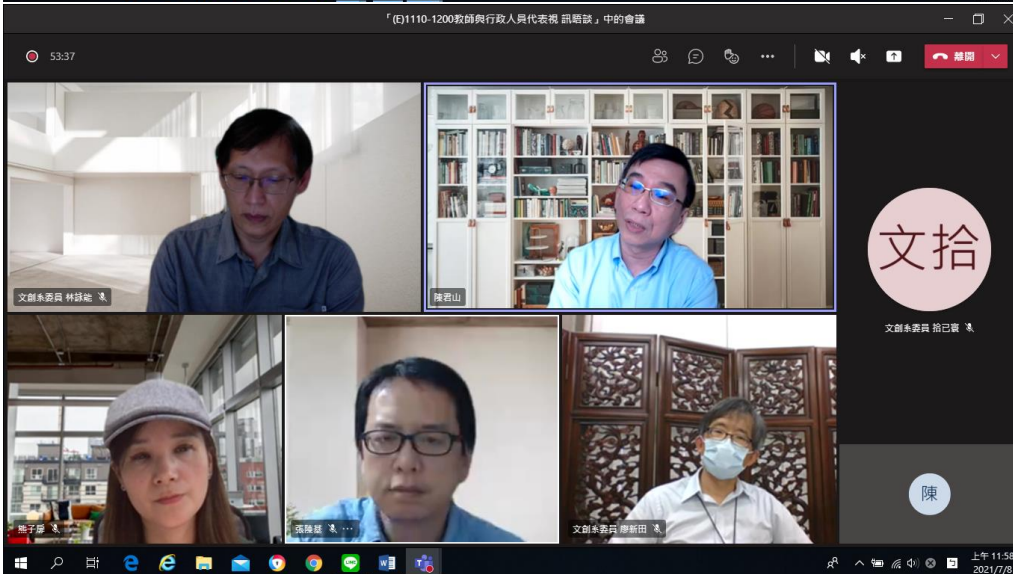 「(E)1110-1200教師與行政人員代表視 訊晤談」中的會議
53:37
離開
文創系委員 林詠能
陳君山
文拾
文創系委員 拾已寰
熊子扉
張陳基
文創系委員 廖新田
陳
上午 11:58
2021/7/8